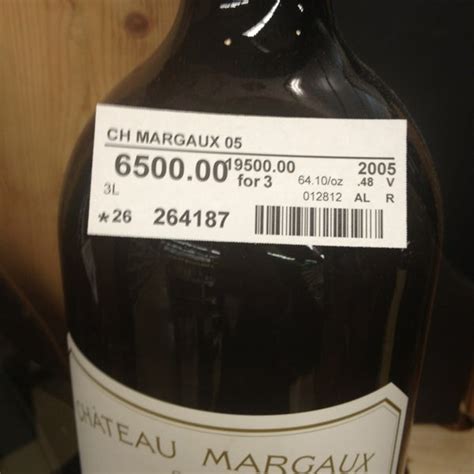 CH MARGAUX 05
6500.00 19500.00 for 3 2005
3L 64.10/oz .48 V
012812 AL R
*26 264187
CHÂTEAU MARGAUX